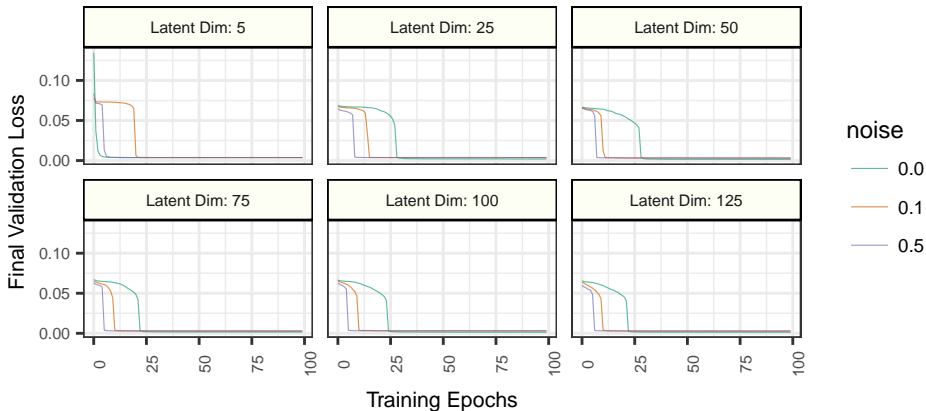 Latent Dim: 5
Latent Dim: 25
Latent Dim: 50
0.10
0.05
0.00
Latent Dim: 75
Latent Dim: 100
Latent Dim: 125
0.10
0.05
0.00
0
25
50
75
100
0
25
50
75
100
0
25
50
75
100
Training Epochs
Final Validation Loss
noise
0.0
0.1
0.5